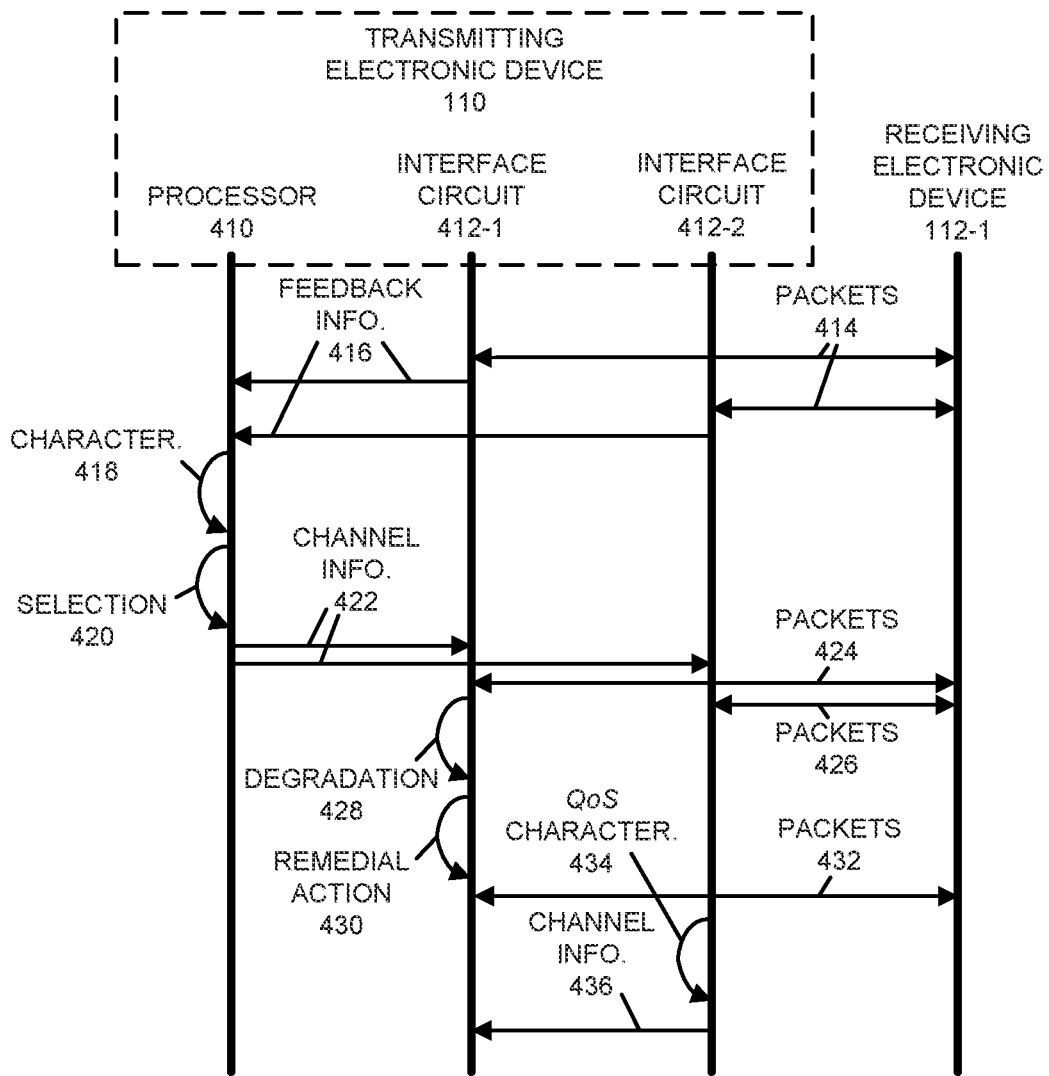 TRANSMITTING
ELECTRONIC DEVICE
110
RECEIVING
ELECTRONIC
DEVICE
112-1
PROCESSOR
410
INTERFACE
CIRCUIT
412-1
INTERFACE
CIRCUIT
412-2
FEEDBACK
INFO.
416
PACKETS
414
CHARACTER.
418
CHANNEL
INFO.
422
SELECTION
420
PACKETS
424
PACKETS
426
DEGRADATION
428
QoS
CHARACTER.
434
PACKETS
432
REMEDIAL
ACTION
430
CHANNEL
INFO.
436